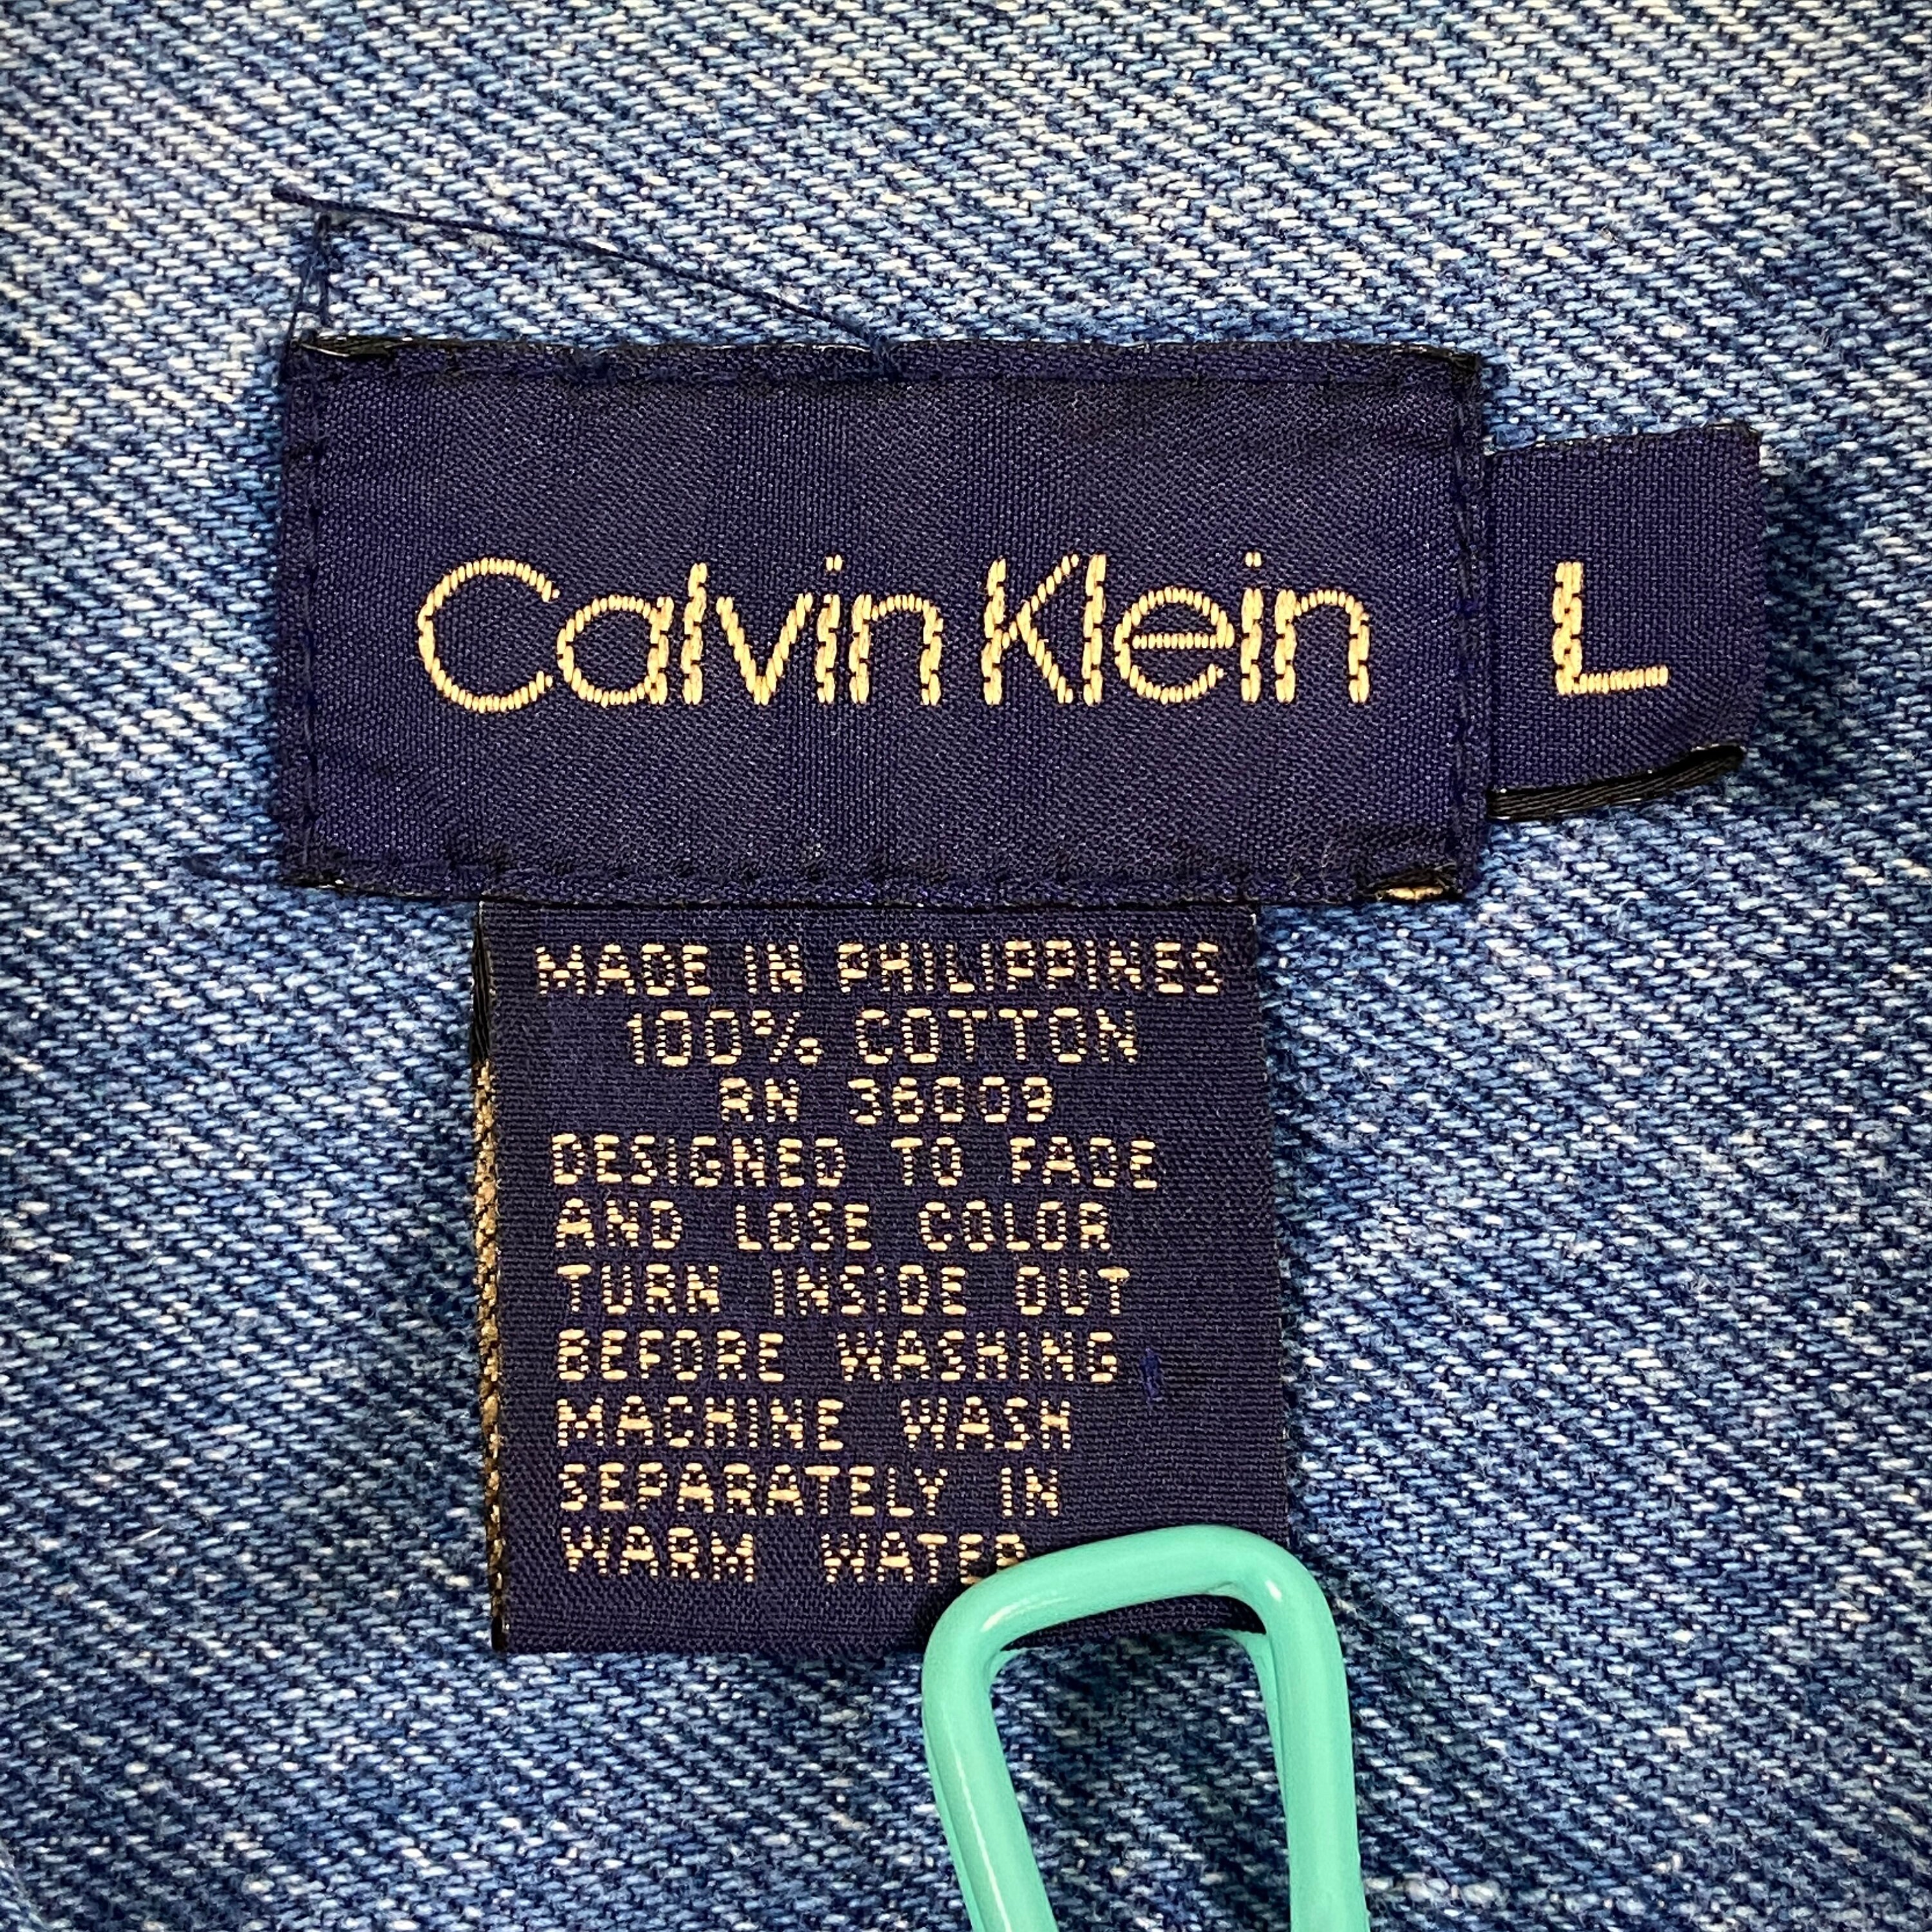 Calvin Klein
L
MADE IN PHILIPPINES
100% COTTON
RN 36009
DESIGNED TO FADE
AND LOSE COLOR
TURN INSIDE OUT
BEFORE WASHING
MACHINE WASH
SEPARATELY IN
WARM WATER